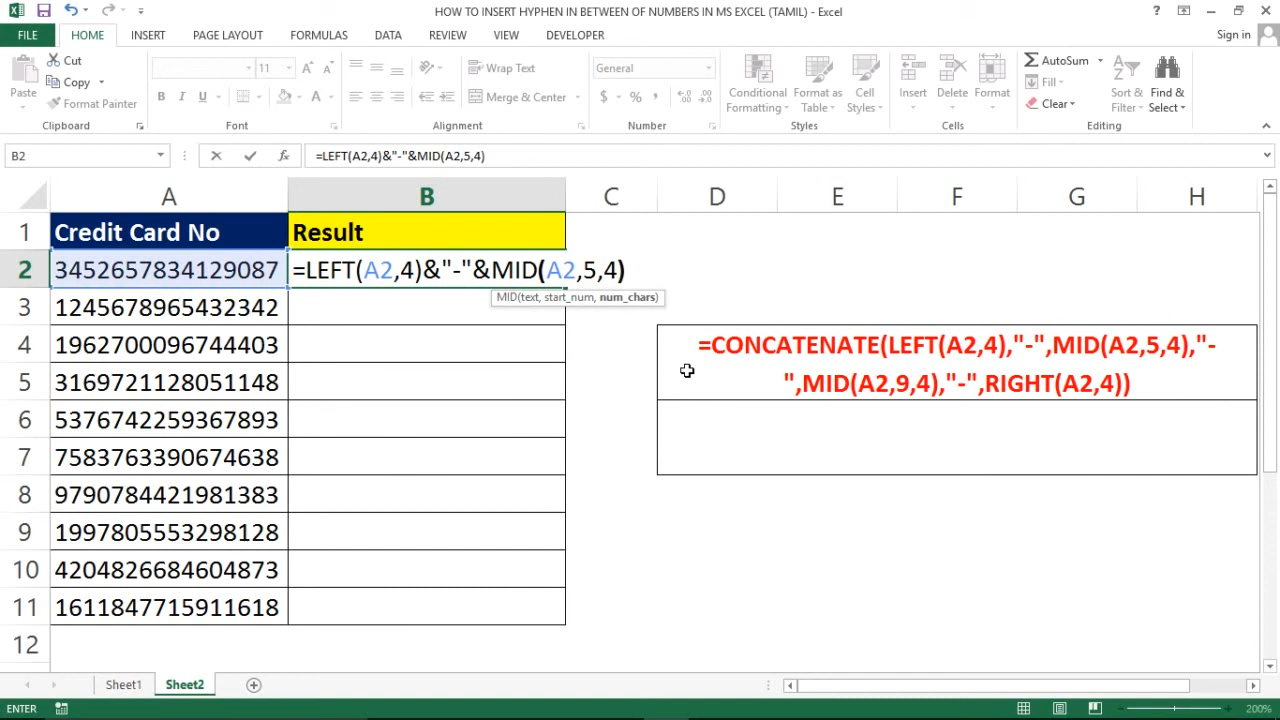 HOW TO INSERT HYPHEN IN BETWEEN OF NUMBERS IN MS EXCEL (TAMIL) - Excel
FILE HOME INSERT PAGE LAYOUT FORMULAS DATA REVIEW VIEW DEVELOPER Sign in
Paste Cut Copy Format Painter
11 Wrap Text Merge & Center General
Conditional Formatting Format as Table Cell Styles
Insert Delete Format
AutoSum Fill Clear Sort & Filter Find & Select
Clipboard Font Alignment Number Styles Cells Editing
B2 =LEFT(A2,4)&"-"&MID(A2,5,4)
A B C D E F G H
1 Credit Card No Result
2 3452657834129087 =LEFT(A2,4)&"-"&MID(A2,5,4)
MID(text, start_num, num_chars)
3 1245678965432342
4 1962700096744403 =CONCATENATE(LEFT(A2,4),"-",MID(A2,5,4),"-
5 3169721128051148 ",MID(A2,9,4),"-",RIGHT(A2,4))
6 5376742259367893
7 7583763390674638
8 9790784421981383
9 1997805553298128
10 4204826684604873
11 1611847715911618
12
Sheet1 Sheet2
ENTER 200%